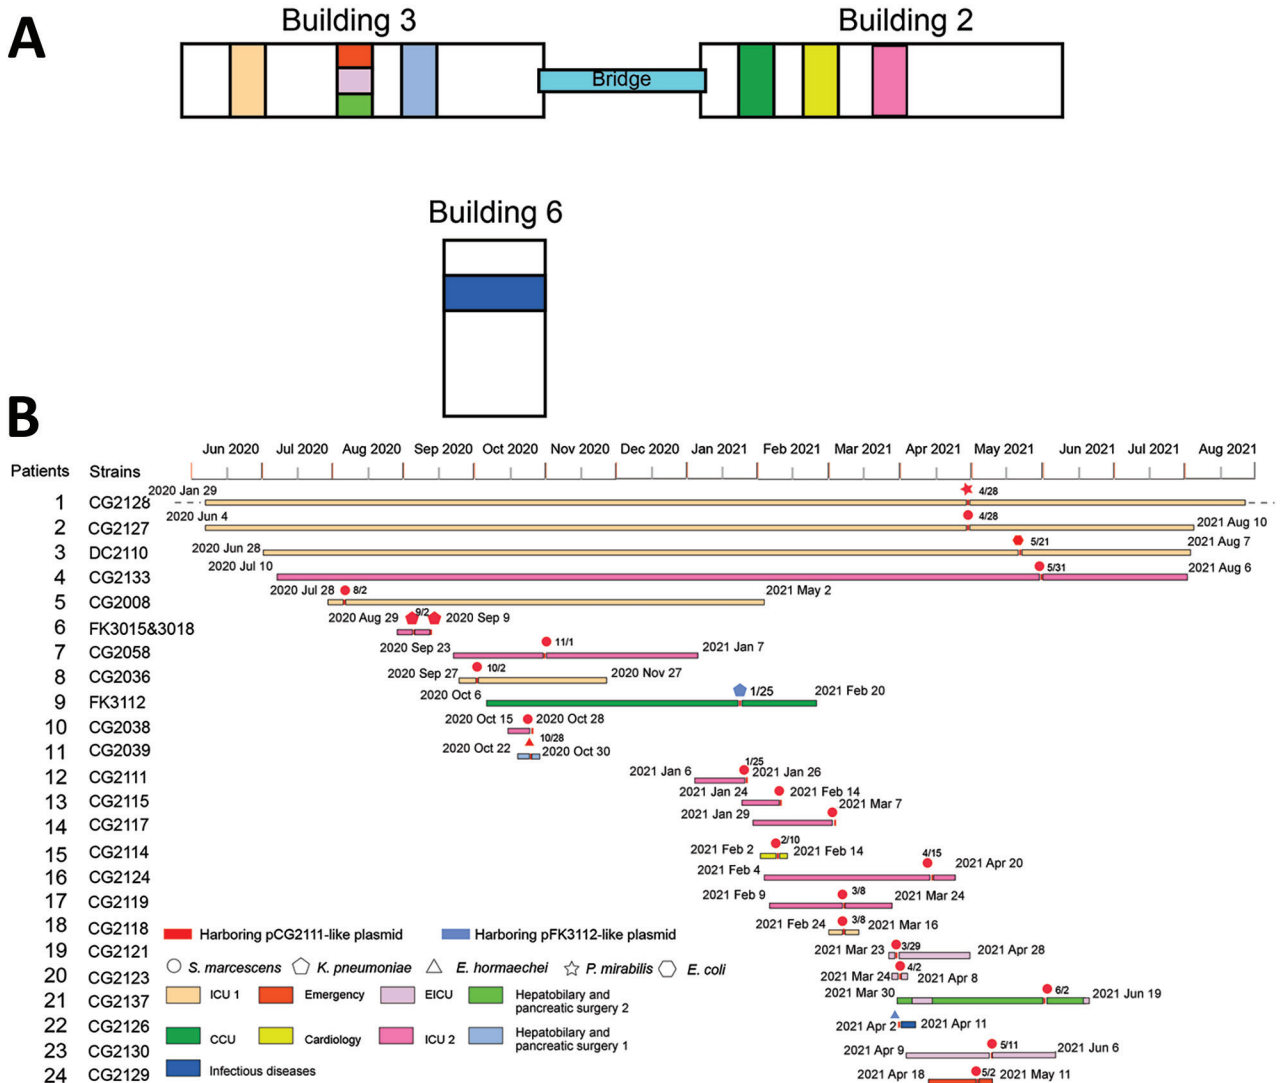 A
Building 3
Building 2
Bridge
Building 6
B
Jun 2020 Jul 2020 Aug 2020 Sep 2020 Oct 2020 Nov 2020 Dec 2020 Jan 2021 Feb 2021 Mar 2021 Apr 2021 May 2021 Jun 2021 Jul 2021 Aug 2021
Patients Strains
1 CG2128 2020 Jan 29 4/28
2 CG2127 2020 Jun 4 4/28 2021 Aug 10
3 DC2110 2020 Jun 28 5/21 2021 Aug 7
4 CG2133 2020 Jul 10 5/31 2021 Aug 6
5 CG2008 2020 Jul 28 8/2 2021 May 2
6 FK3015&3018 2020 Aug 29 9/2 2020 Sep 9
7 CG2058 2020 Sep 23 11/1 2021 Jan 7
8 CG2036 2020 Sep 27 10/2 2020 Nov 27
9 FK3112 2020 Oct 6 1/25 2021 Feb 20
10 CG2038 2020 Oct 15 2020 Oct 28
11 CG2039 2020 Oct 22 10/28 2020 Oct 30
12 CG2111 2021 Jan 6 1/25 2021 Jan 26
13 CG2115 2021 Jan 24 2021 Feb 14
14 CG2117 2021 Jan 29 2021 Mar 7
15 CG2114 2021 Feb 2 2/10 2021 Feb 14
16 CG2124 2021 Feb 4 4/15 2021 Apr 20
17 CG2119 2021 Feb 9 3/8 2021 Mar 24
18 CG2118 2021 Feb 24 3/8 2021 Mar 16
19 CG2121 2021 Mar 23 3/29 2021 Apr 28
20 CG2123 2021 Mar 24 4/2 2021 Apr 8
21 CG2137 2021 Mar 30 6/2 2021 Jun 19
22 CG2126 2021 Apr 2 2021 Apr 11
23 CG2130 2021 Apr 9 5/11 2021 Jun 6
24 CG2129 2021 Apr 18 5/2 2021 May 11
Harboring pCG2111-like plasmid Harboring pFK3112-like plasmid
S. marcescens K. pneumoniae E. hormaechei P. mirabilis E. coli
ICU 1 Emergency EICU Hepatobilary and
pancreatic surgery 2
CCU Cardiology ICU 2 Hepatobilary and
pancreatic surgery 1
Infectious diseases